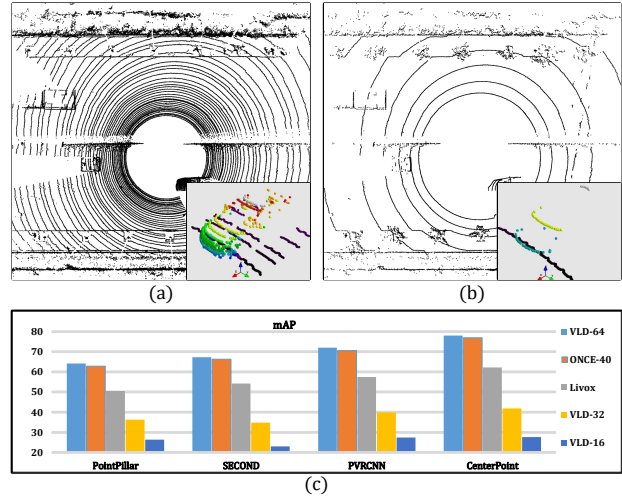 (a)
(b)
mAP
80
70
60
50
40
30
20
PointPillar
SECOND
PVRCNN
CenterPoint
VLD-64
ONCE-40
Livox
VLD-32
VLD-16
(c)